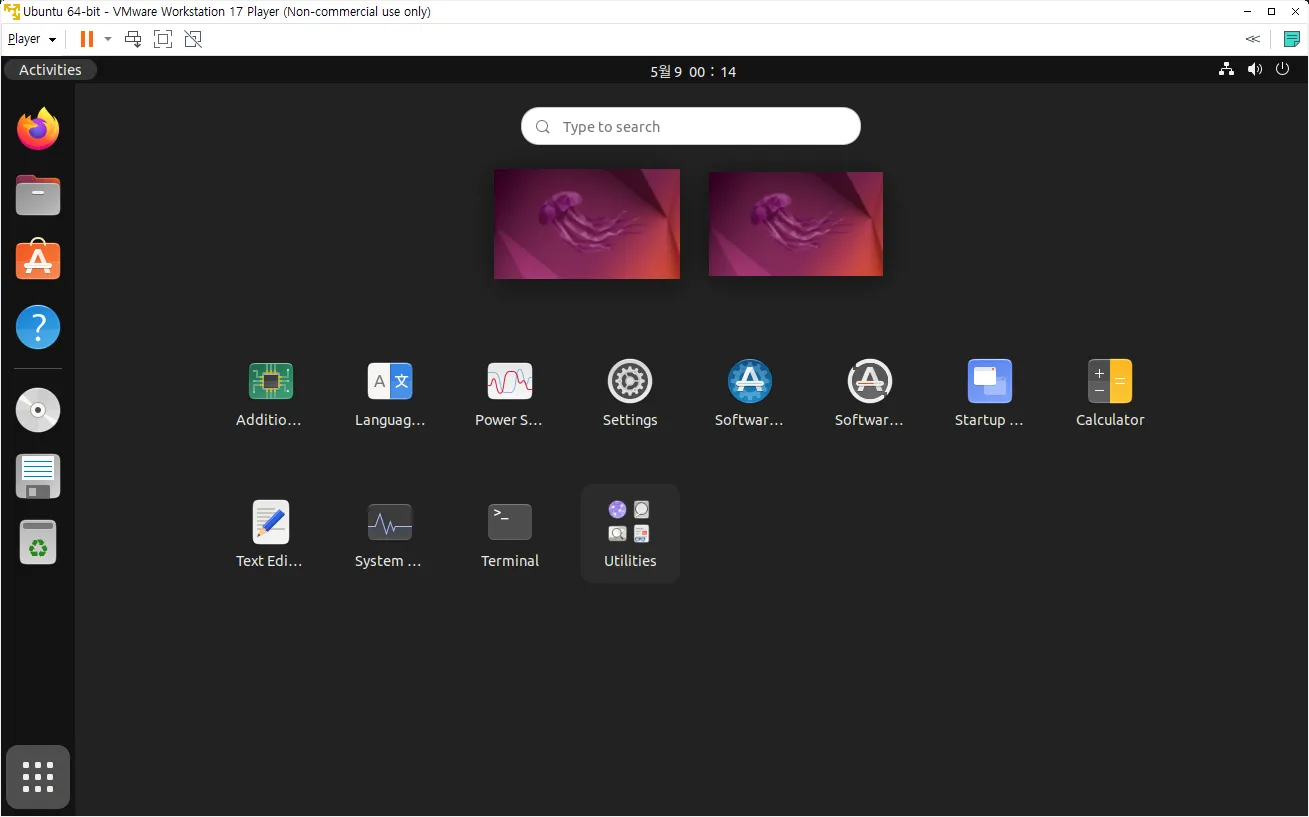 Ubuntu 64-bit - VMware Workstation 17 Player (Non-commercial use only)
Player
Activities
5월 9 00 : 14
Type to search
Additio...
Languag...
Power S...
Settings
Softwar...
Softwar...
Startup ...
Calculator
Text Edi...
System ...
Terminal
Utilities